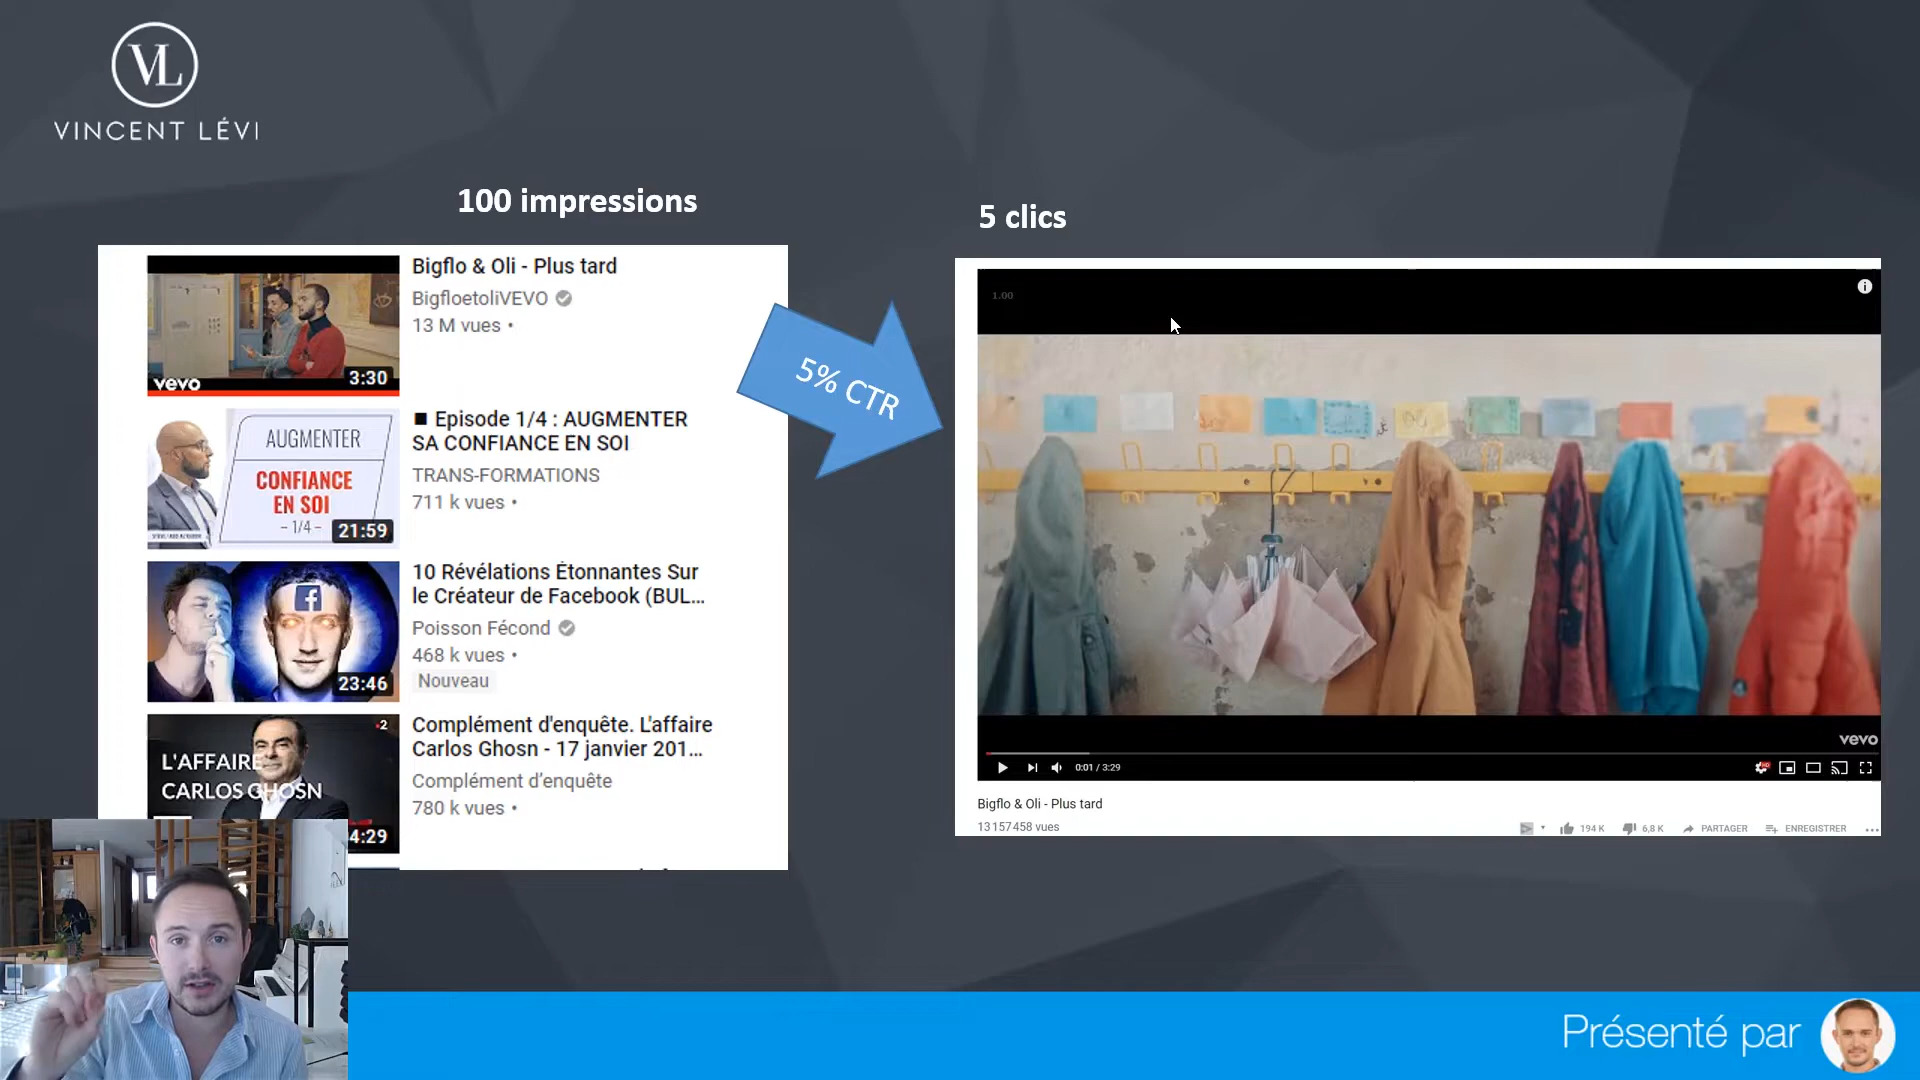 VL
VINCENT LÉVI
100 impressions
5 clics
Bigflo & Oli - Plus tard
BigfloetoliVEVO
13 M vues •
vevo
3:30
■ Episode 1/4 : AUGMENTER
SA CONFIANCE EN SOI
TRANS-FORMATIONS
711 k vues •
AUGMENTER
CONFIANCE
EN SOI
– 1/4 –
21:59
10 Révélations Étonnantes Sur
le Créateur de Facebook (BUL...
Poisson Fécond
468 k vues •
Nouveau
23:46
Complément d'enquête. L'affaire
Carlos Ghosn - 17 janvier 201...
Complément d'enquête
780 k vues •
2
L'AFFAIRE
CARLOS GHOSN
4:29
5% CTR
1.00
vevo
0:01 / 3:29
Bigflo & Oli - Plus tard
13 157 458 vues
194 K
6,8 K
PARTAGER
ENREGISTRER
Présenté par